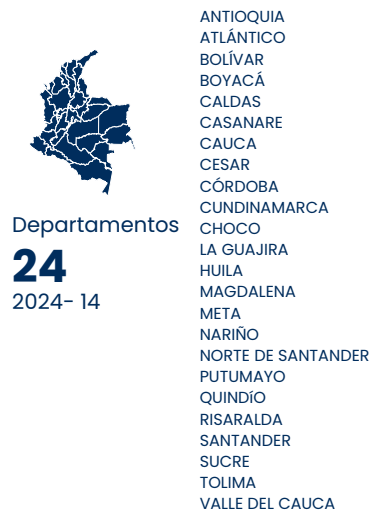 Departamentos
24
2024- 14
ANTIOQUIA
ATLÁNTICO
BOLÍVAR
BOYACÁ
CALDAS
CASANARE
CAUCA
CESAR
CÓRDOBA
CUNDINAMARCA
CHOCO
LA GUAJIRA
HUILA
MAGDALENA
META
NARIÑO
NORTE DE SANTANDER
PUTUMAYO
QUINDíO
RISARALDA
SANTANDER
SUCRE
TOLIMA
VALLE DEL CAUCA